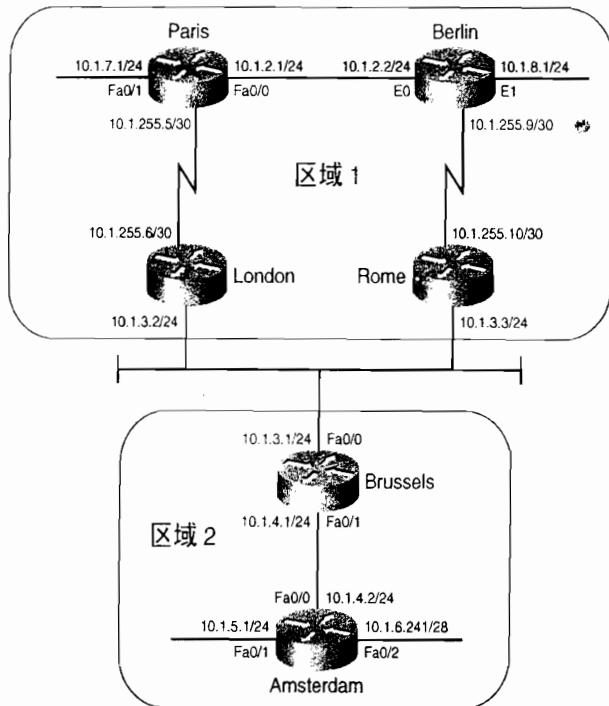 Paris
Berlin
10.1.7.1/24
10.1.2.1/24
10.1.2.2/24
10.1.8.1/24
Fa0/1
Fa0/0
E0
E1
10.1.255.5/30
10.1.255.9/30
区域 1
10.1.255.6/30
10.1.255.10/30
London
Rome
10.1.3.2/24
10.1.3.3/24
10.1.3.1/24
Fa0/0
Brussels
10.1.4.1/24
Fa0/1
区域 2
Fa0/0
10.1.4.2/24
10.1.5.1/24
10.1.6.241/28
Fa0/1
Fa0/2
Amsterdam